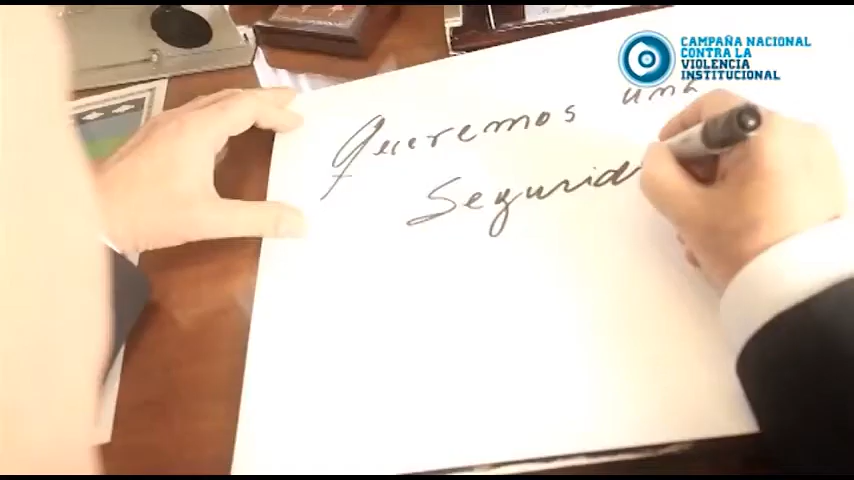 CAMPAÑA NACIONAL
CONTRA LA
VIOLENCIA
INSTITUCIONAL
Queremos una
Segurid